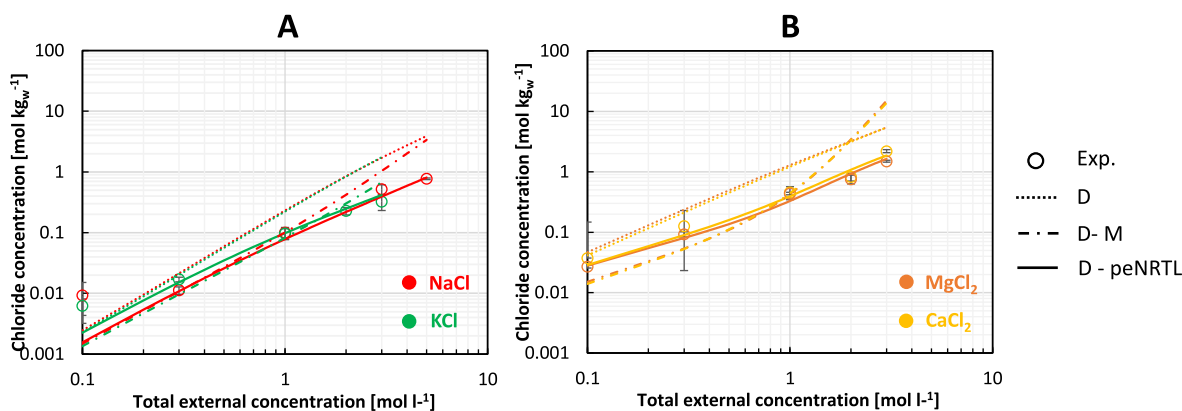 A
B
Chloride concentration [mol kg_w^-1]
100
10
1
0.1
0.01
0.001
0.1
1
10
Total external concentration [mol l-¹]
NaCl
KCl
Chloride concentration [mol kg_w^-1]
100
10
1
0.1
0.01
0.001
0.1
1
10
Total external concentration [mol l-¹]
MgCl₂
CaCl₂
Exp.
D
D- M
D - peNRTL